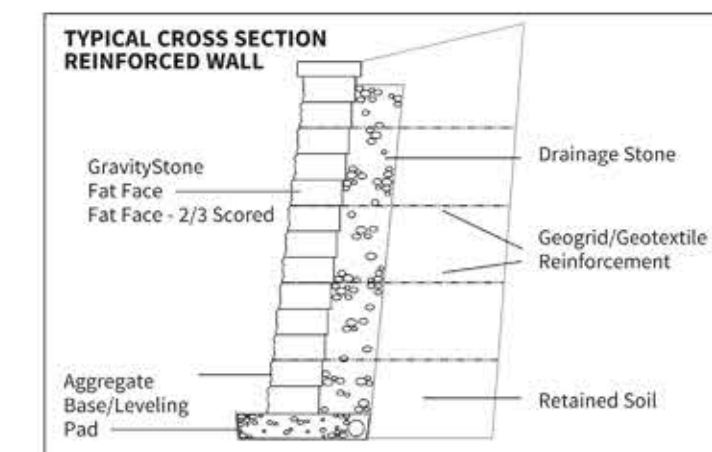 TYPICAL CROSS SECTION
REINFORCED WALL
GravityStone
Fat Face
Fat Face - 2/3 Scored
Drainage Stone
Geogrid/Geotextile
Reinforcement
Aggregate
Base/Leveling
Pad
Retained Soil